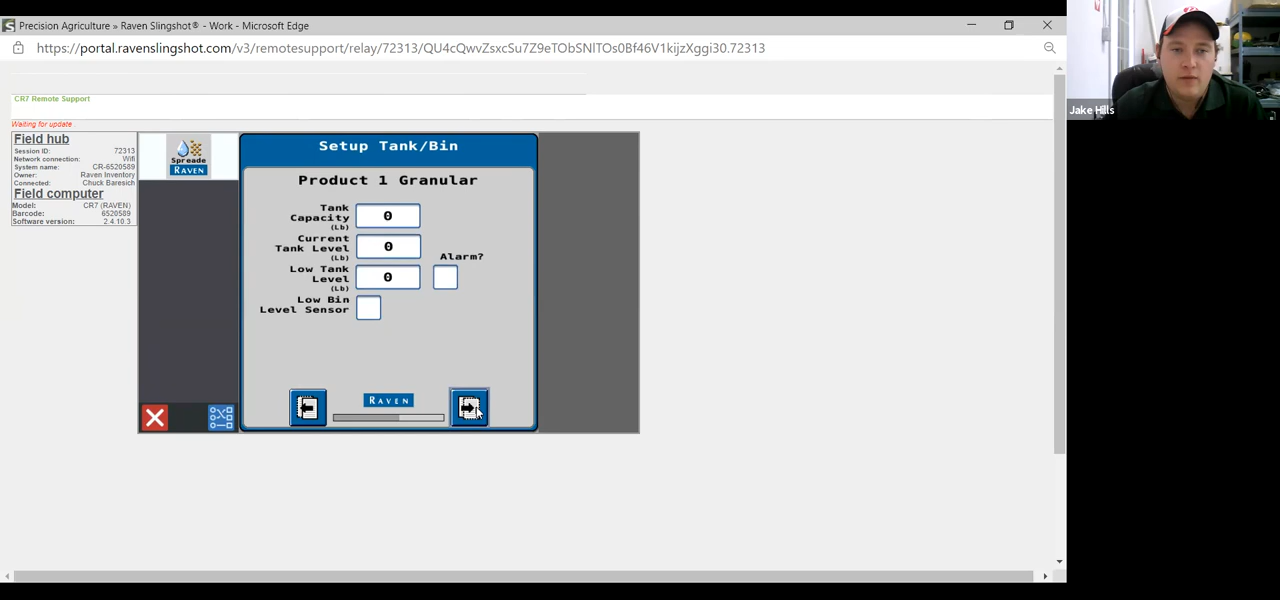 Precision Agriculture » Raven Slingshot® - Work - Microsoft Edge
https://portal.ravenslingshot.com/v3/remotesupport/relay/72313/QU4cQwvZsxcSu7Z9eTObSNlTOs0Bf46V1kijzXggi30.72313
Jake Hills
CR7 Remote Support
Waiting for update
Field hub
Session ID: 72313
Network connection: Wifi
System name: CR-6520589
Owner: Raven Inventory
Connected: Chuck Baresich
Field computer
Model: CR7 (RAVEN)
Barcode: 6520589
Software version: 2.4.10.3
Spreade
RAVEN
Setup Tank/Bin
Product 1 Granular
Tank Capacity (Lb) 0
Current Tank Level (Lb) 0
Alarm?
Low Tank Level (Lb) 0
Low Bin Level Sensor
RAVEN